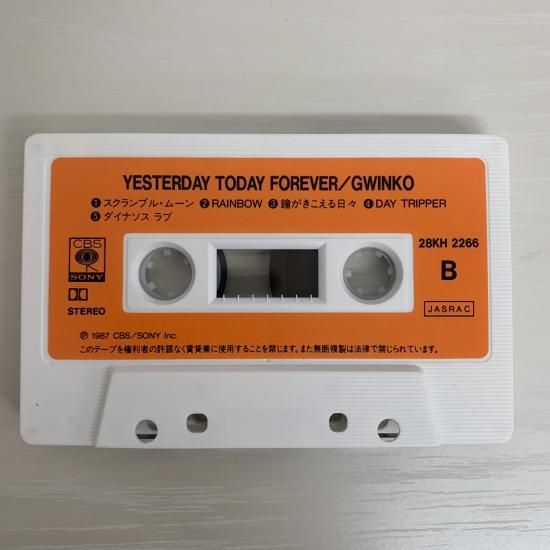 YESTERDAY TODAY FOREVER/GWINKO
❶スクランブル・ムーン ❷RAINBOW ❸鐘がきこえる日々 ❹DAY TRIPPER
❺ダイナソス ラブ
CBS
SONY
28KH 2266
B
STEREO
JASRAC
Ⓟ 1987 CBS/SONY Inc.
このテープを権利者の許諾なく賃貸業に使用することを禁じます。また無断複製は法律で禁じられています。